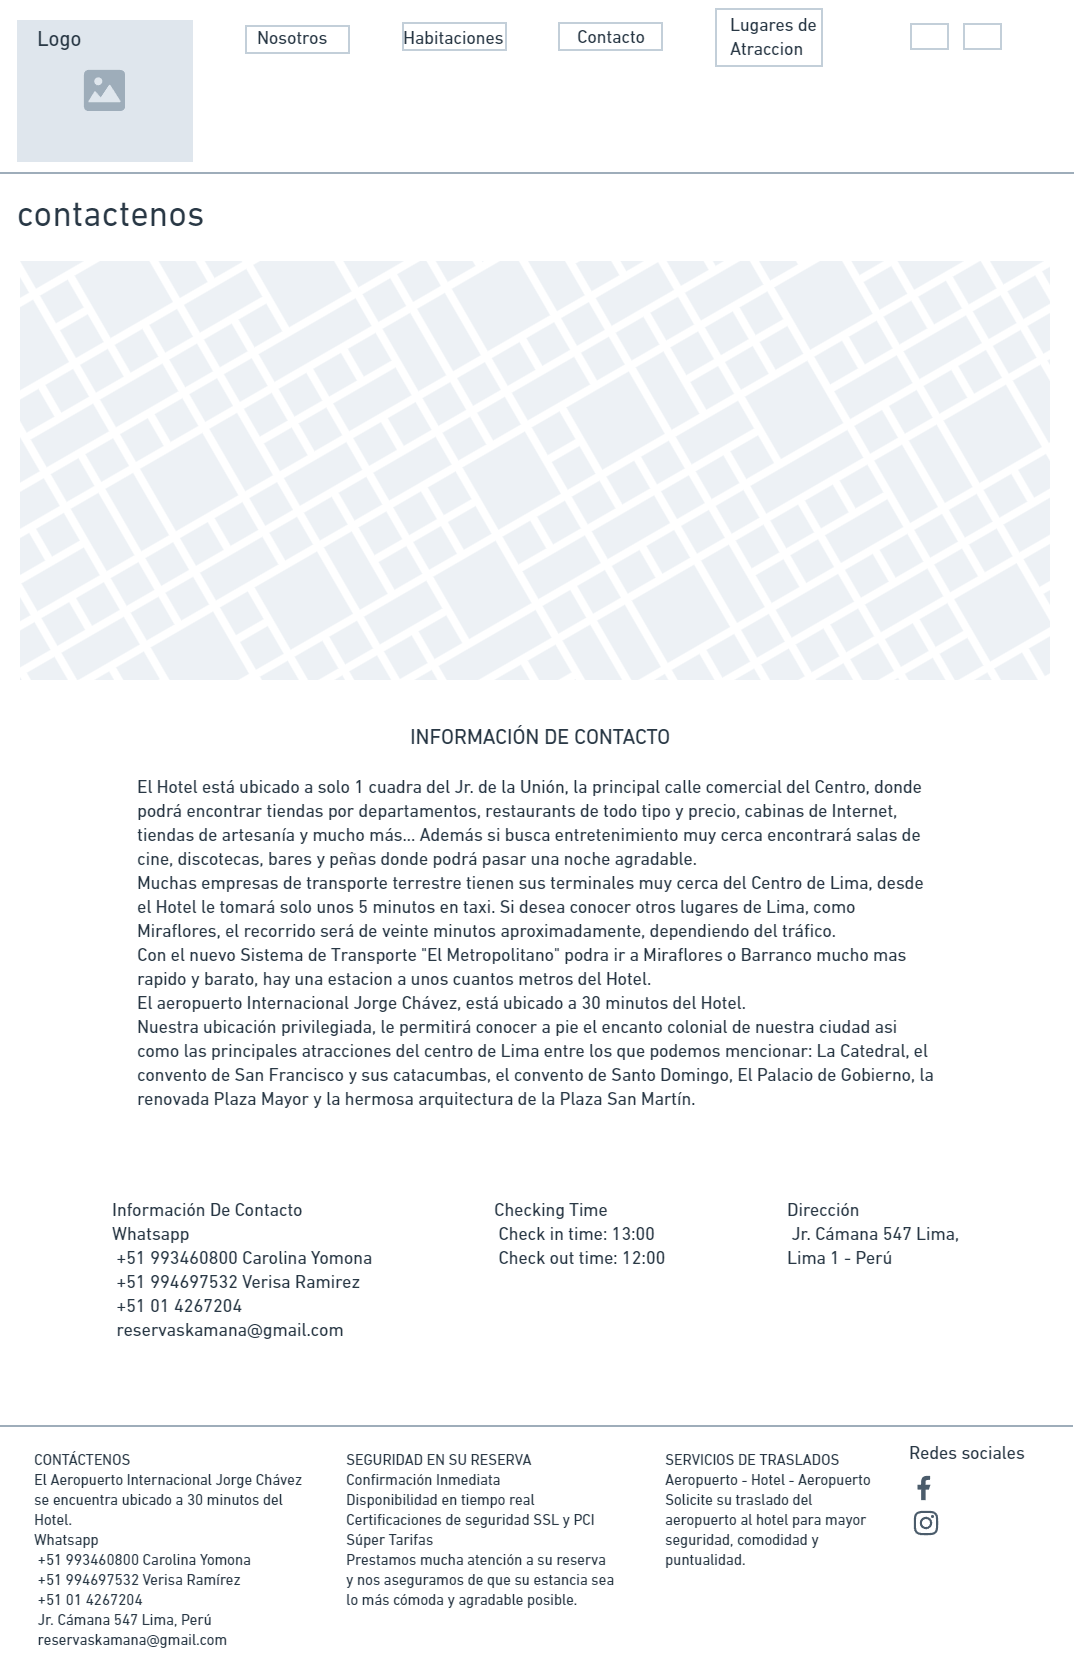 Logo
Nosotros
Habitaciones
Contacto
Lugares de
Atraccion
contactenos
INFORMACIÓN DE CONTACTO
El Hotel está ubicado a solo 1 cuadra del Jr. de la Unión, la principal calle comercial del Centro, donde
podrá encontrar tiendas por departamentos, restaurants de todo tipo y precio, cabinas de Internet,
tiendas de artesanía y mucho más... Además si busca entretenimiento muy cerca encontrará salas de
cine, discotecas, bares y peñas donde podrá pasar una noche agradable.
Muchas empresas de transporte terrestre tienen sus terminales muy cerca del Centro de Lima, desde
el Hotel le tomará solo unos 5 minutos en taxi. Si desea conocer otros lugares de Lima, como
Miraflores, el recorrido será de veinte minutos aproximadamente, dependiendo del tráfico.
Con el nuevo Sistema de Transporte "El Metropolitano" podra ir a Miraflores o Barranco mucho mas
rapido y barato, hay una estacion a unos cuantos metros del Hotel.
El aeropuerto Internacional Jorge Chávez, está ubicado a 30 minutos del Hotel.
Nuestra ubicación privilegiada, le permitirá conocer a pie el encanto colonial de nuestra ciudad asi
como las principales atracciones del centro de Lima entre los que podemos mencionar: La Catedral, el
convento de San Francisco y sus catacumbas, el convento de Santo Domingo, El Palacio de Gobierno, la
renovada Plaza Mayor y la hermosa arquitectura de la Plaza San Martín.
Información De Contacto
Whatsapp
+51 993460800 Carolina Yomona
+51 994697532 Verisa Ramirez
+51 01 4267204
reservaskamana@gmail.com
Checking Time
Check in time: 13:00
Check out time: 12:00
Dirección
Jr. Cámana 547 Lima,
Lima 1 - Perú
CONTÁCTENOS
El Aeropuerto Internacional Jorge Chávez
se encuentra ubicado a 30 minutos del
Hotel.
Whatsapp
+51 993460800 Carolina Yomona
+51 994697532 Verisa Ramírez
+51 01 4267204
Jr. Cámana 547 Lima, Perú
reservaskamana@gmail.com
SEGURIDAD EN SU RESERVA
Confirmación Inmediata
Disponibilidad en tiempo real
Certificaciones de seguridad SSL y PCI
Súper Tarifas
Prestamos mucha atención a su reserva
y nos aseguramos de que su estancia sea
lo más cómoda y agradable posible.
SERVICIOS DE TRASLADOS
Aeropuerto - Hotel - Aeropuerto
Solicite su traslado del
aeropuerto al hotel para mayor
seguridad, comodidad y
puntualidad.
Redes sociales